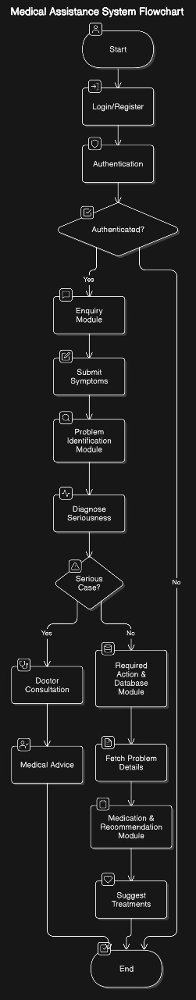 Medical Assistance System Flowchart
Start
Login/Register
Authentication
Authenticated?
Yes
Enquiry
Module
Submit
Symptoms
Problem
Identification
Module
Diagnose
Seriousness
Serious
Case?
No
Yes
No
Doctor
Consultation
Required
Action &
Database
Module
Medical Advice
Fetch Problem
Details
Medication &
Recommendation
Module
Suggest
Treatments
End